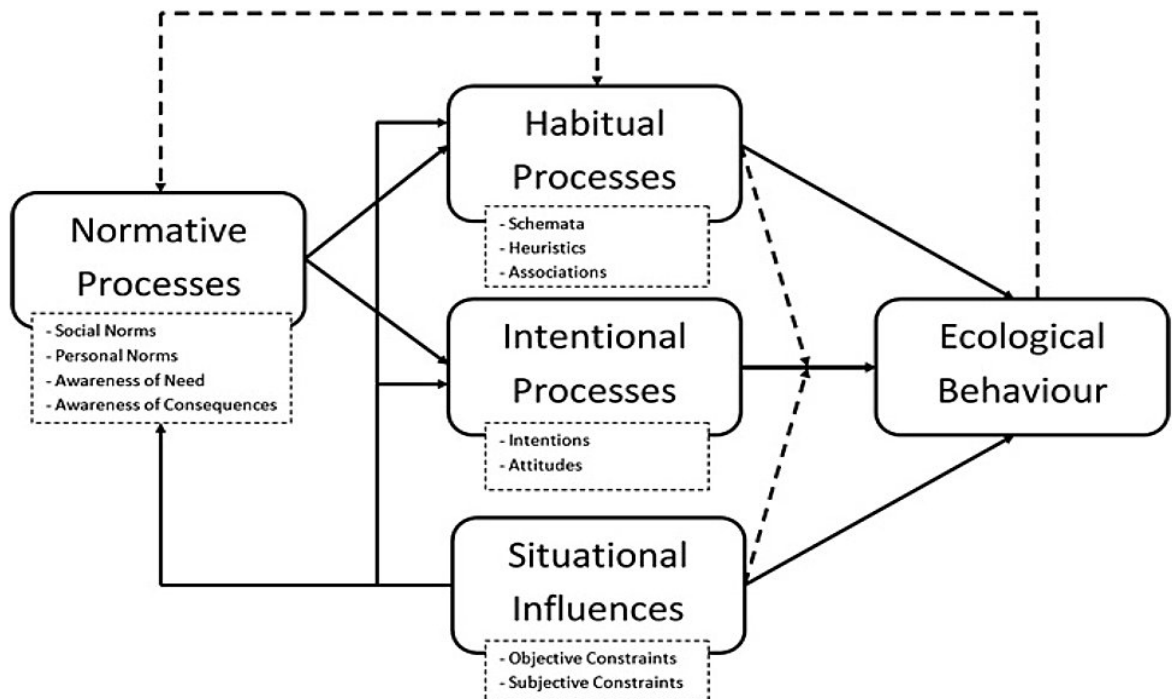 Normative
Processes
- Social Norms
- Personal Norms
- Awareness of Need
- Awareness of Consequences
Habitual
Processes
- Schemata
- Heuristics
- Associations
Intentional
Processes
- Intentions
- Attitudes
Situational
Influences
- Objective Constraints
- Subjective Constraints
Ecological
Behaviour